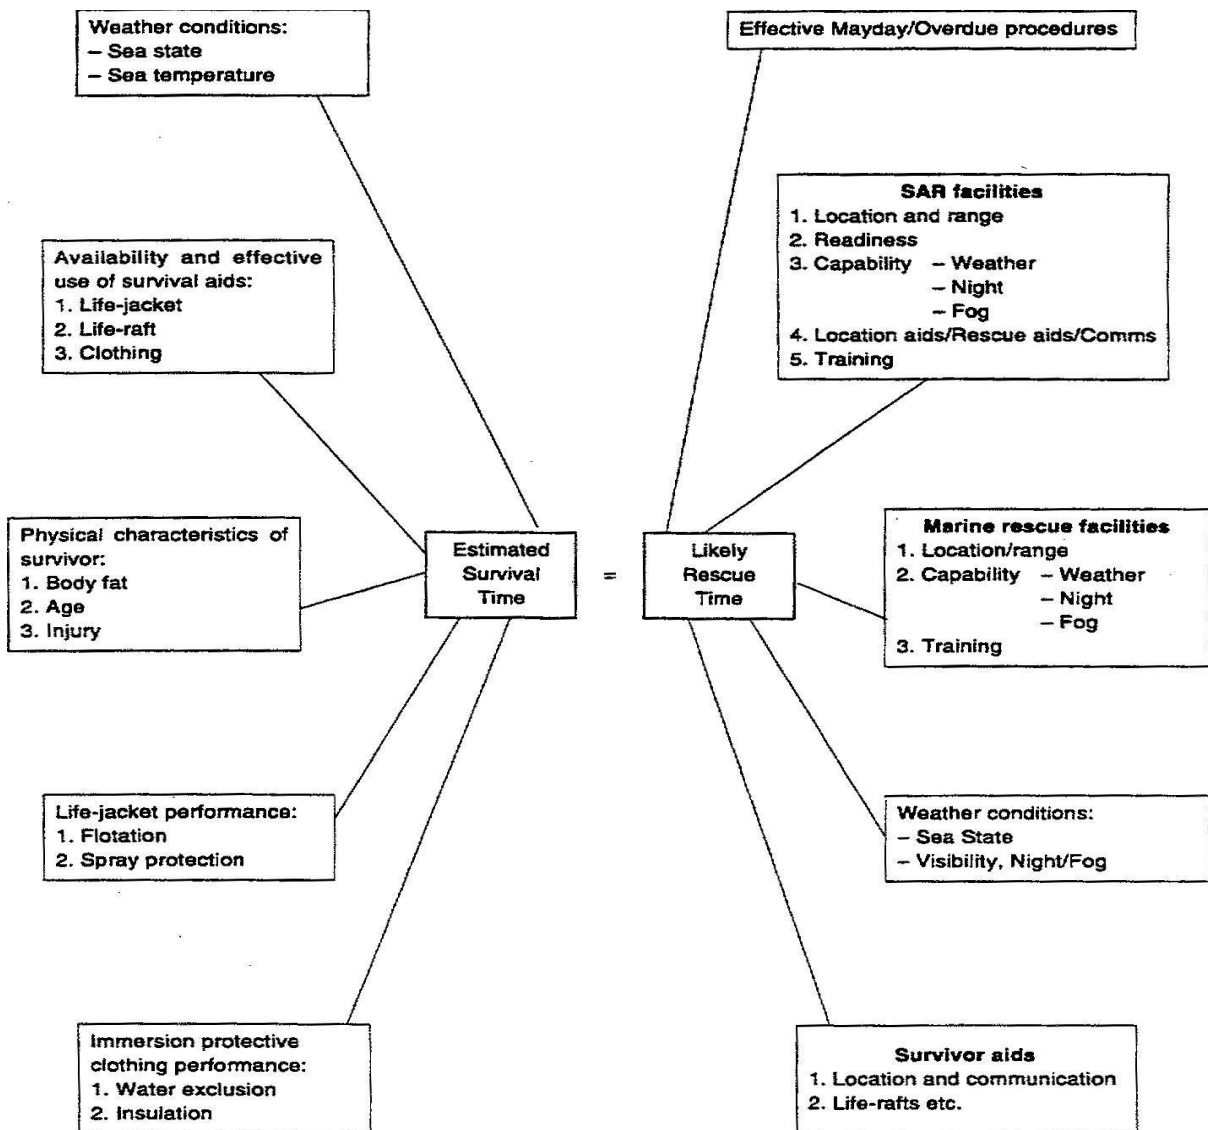 Weather conditions:
– Sea state
– Sea temperature
Effective Mayday/Overdue procedures
SAR facilities
1. Location and range
2. Readiness
3. Capability – Weather
– Night
– Fog
4. Location aids/Rescue aids/Comms
5. Training
Availability and effective
use of survival aids:
1. Life-jacket
2. Life-raft
3. Clothing
Physical characteristics of
survivor:
1. Body fat
2. Age
3. Injury
Estimated
Survival
Time
=
Likely
Rescue
Time
Marine rescue facilities
1. Location/range
2. Capability – Weather
– Night
– Fog
3. Training
Life-jacket performance:
1. Flotation
2. Spray protection
Weather conditions:
– Sea State
– Visibility, Night/Fog
Immersion protective
clothing performance:
1. Water exclusion
2. Insulation
Survivor aids
1. Location and communication
2. Life-rafts etc.